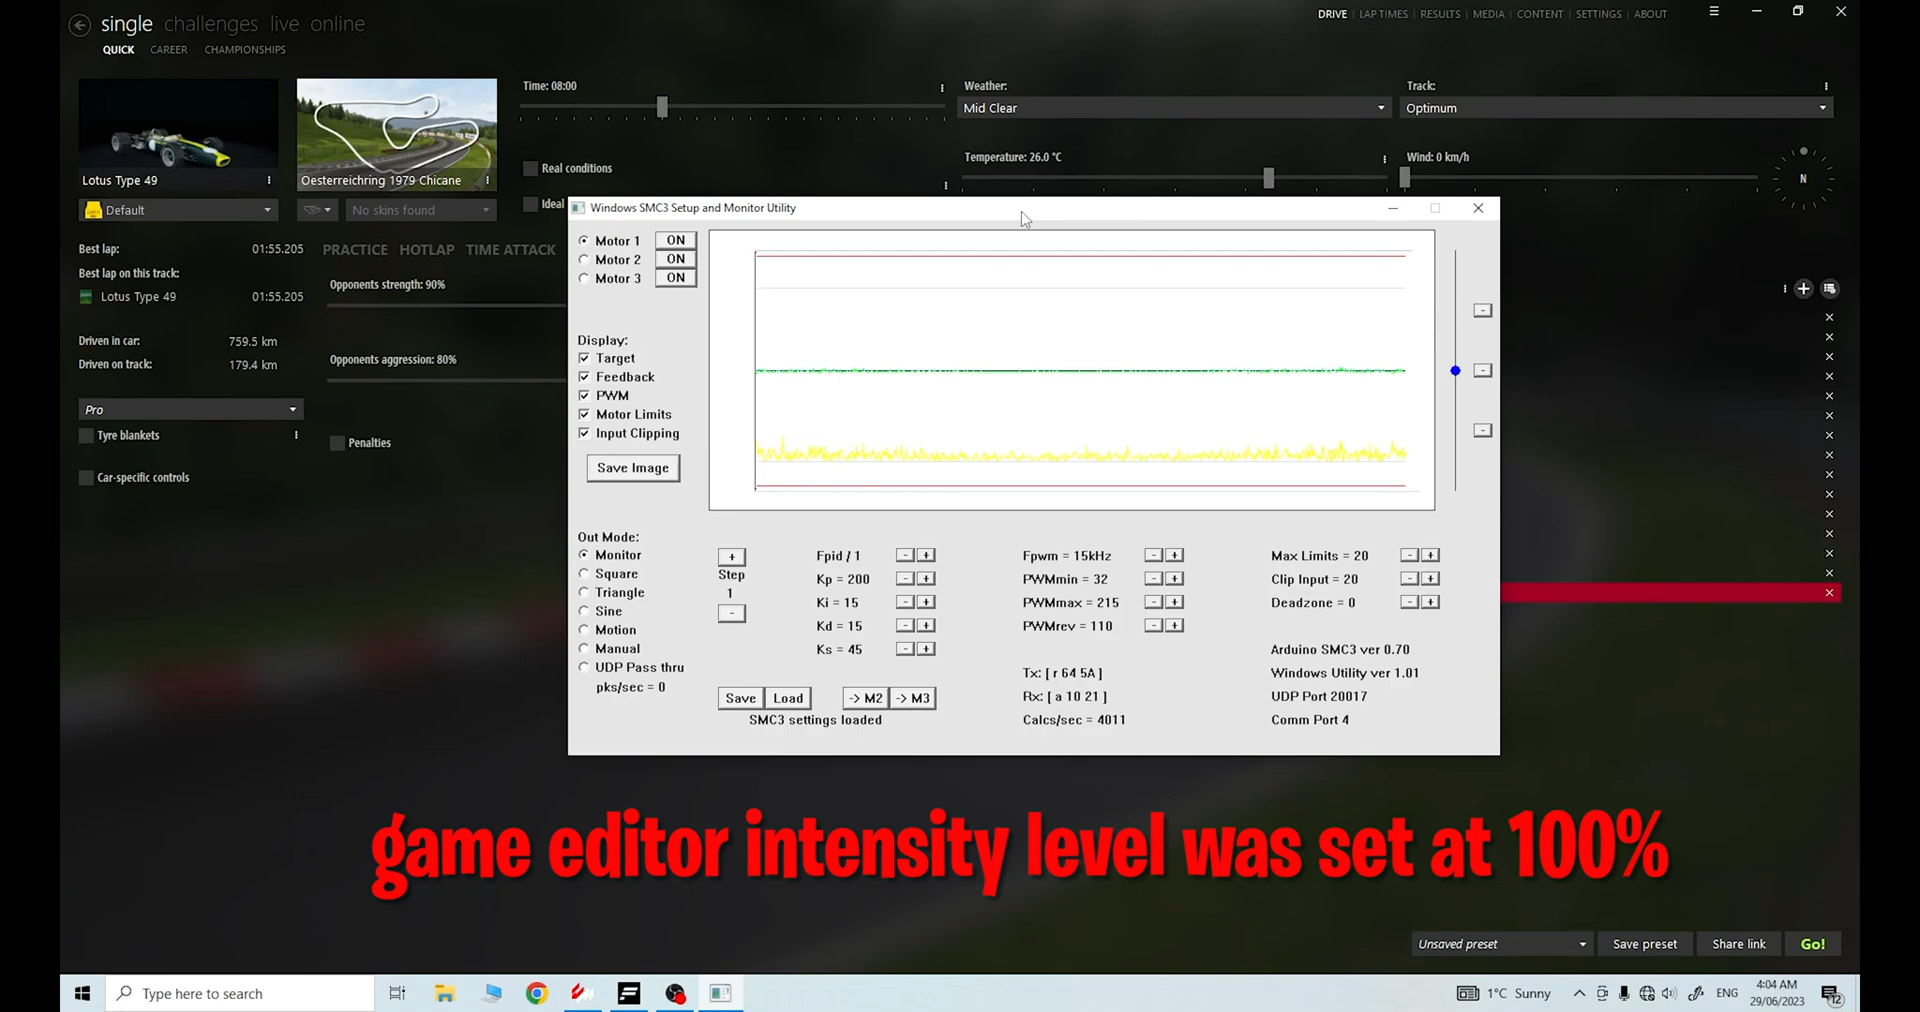 single challenges live online
DRIVE | LAP TIMES | RESULTS | MEDIA | CONTENT | SETTINGS | ABOUT
QUICK CAREER CHAMPIONSHIPS
Time: 08:00
Weather:
Track:
Mid Clear
Optimum
Temperature: 26.0 °C
Wind: 0 km/h
N
Real conditions
Ideal
Lotus Type 49
Oesterreichring 1979 Chicane
Default
No skins found
Best lap: 01:55.205
Best lap on this track:
Lotus Type 49 01:55.205
Driven in car: 759.5 km
Driven on track: 179.4 km
Pro
Tyre blankets
Car-specific controls
PRACTICE HOTLAP TIME ATTACK
Opponents strength: 90%
Opponents aggression: 80%
Penalties
Windows SMC3 Setup and Monitor Utility
Motor 1 ON
Motor 2 ON
Motor 3 ON
Display:
Target
Feedback
PWM
Motor Limits
Input Clipping
Save Image
Out Mode:
Monitor
Square
Triangle
Sine
Motion
Manual
UDP Pass thru
pks/sec = 0
+
Step
1
-
Fpid / 1 - +
Kp = 200 - +
Ki = 15 - +
Kd = 15 - +
Ks = 45 - +
Save Load -> M2 -> M3
SMC3 settings loaded
Fpwm = 15kHz - +
PWMmin = 32 - +
PWMmax = 215 - +
PWMrev = 110 - +
Tx: [ r 64 5A ]
Rx: [ a 10 21 ]
Calcs/sec = 4011
Max Limits = 20 - +
Clip Input = 20 - +
Deadzone = 0 - +
Arduino SMC3 ver 0.70
Windows Utility ver 1.01
UDP Port 20017
Comm Port 4
game editor intensity level was set at 100%
Unsaved preset
Save preset
Share link
Go!
Type here to search
1°C Sunny
ENG
4:04 AM
29/06/2023
12